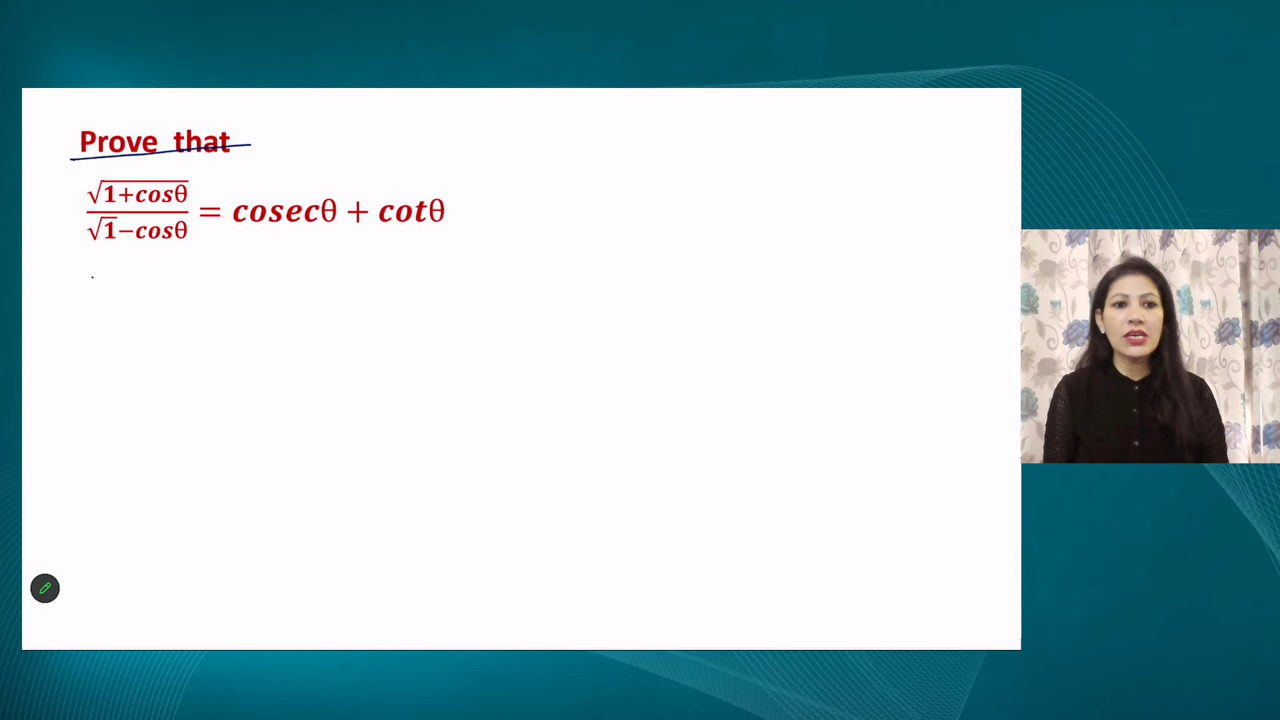 Prove that
√1+cosθ
√1−cosθ = cosecθ + cotθ